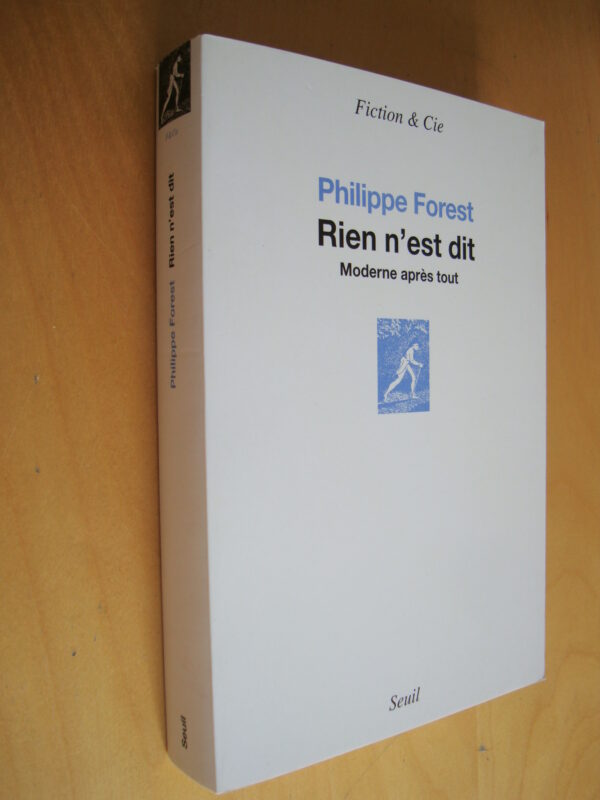 Fiction & Cie
Philippe Forest
Rien n'est dit
Moderne après tout
Seuil
Philippe Forest Rien n'est dit
Seuil